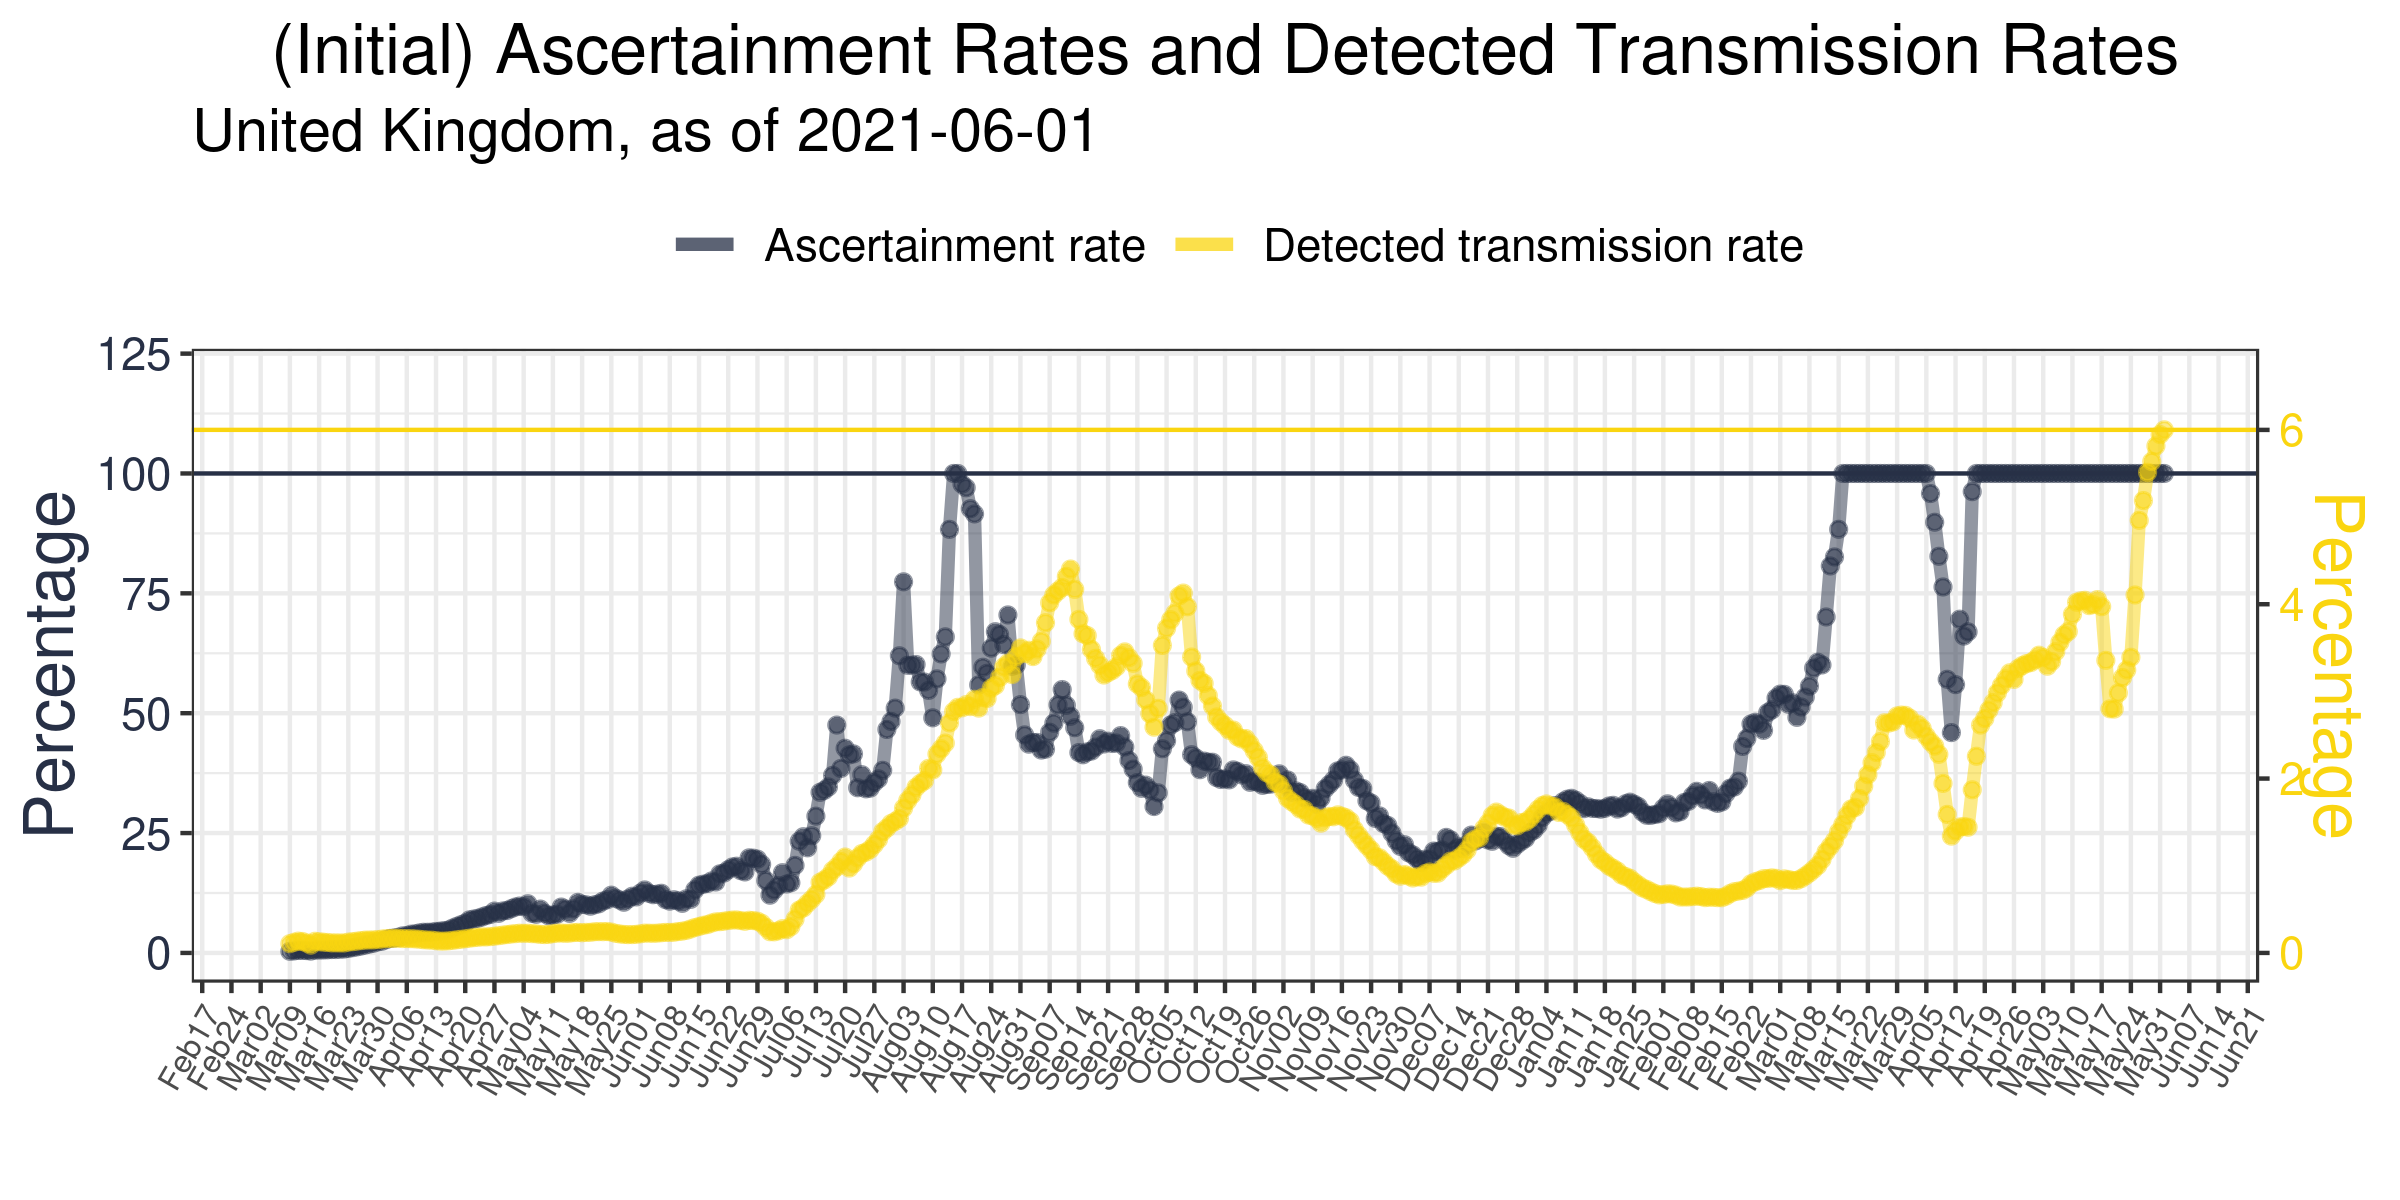 (Initial) Ascertainment Rates and Detected Transmission Rates
United Kingdom, as of 2021-06-01
Ascertainment rate Detected transmission rate
125
100
75
50
25
0
Percentage
6
4
2
0
Percentage
Feb17 Feb24 Mar02 Mar09 Mar16 Mar23 Mar30 Apr06 Apr13 Apr20 Apr27 May04 May11 May18 May25 Jun01 Jun08 Jun15 Jun22 Jun29 Jul06 Jul13 Jul20 Jul27 Aug03 Aug10 Aug17 Aug24 Aug31 Sep07 Sep14 Sep21 Sep28 Oct05 Oct12 Oct19 Oct26 Nov02 Nov09 Nov16 Nov23 Nov30 Dec07 Dec14 Dec21 Dec28 Jan04 Jan11 Jan18 Jan25 Feb01 Feb08 Feb15 Feb22 Mar01 Mar08 Mar15 Mar22 Mar29 Apr05 Apr12 Apr19 Apr26 May03 May10 May17 May24 May31 Jun07 Jun14 Jun21